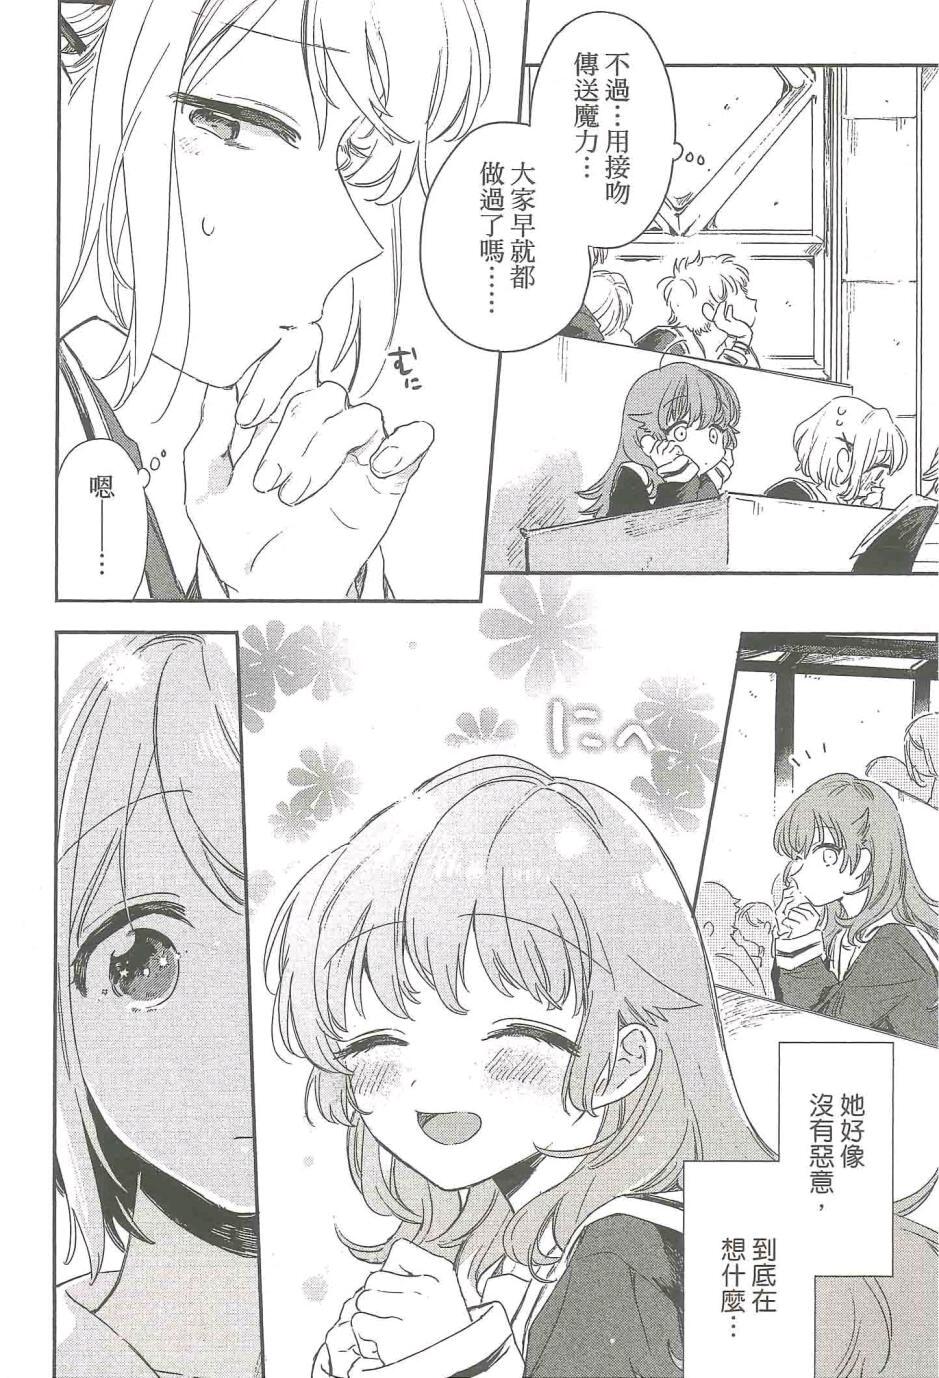 不過…用接吻
傳送魔力…
大家早就都
做過了嗎……
むに
嗯——…
にへ
她好像
沒有惡意，
到底在
想什麼…